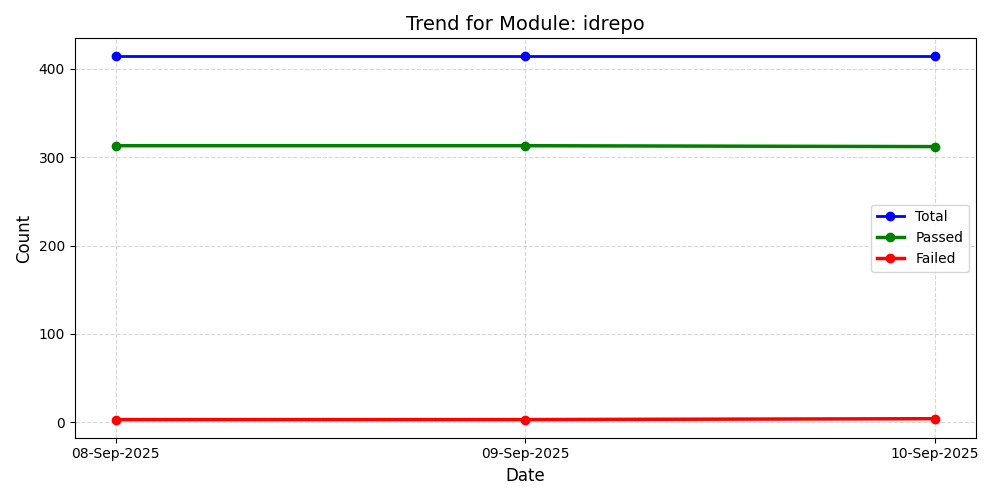 Trend for Module: idrepo
Count
400
300
200
100
0
Total
Passed
Failed
08-Sep-2025
09-Sep-2025
10-Sep-2025
Date